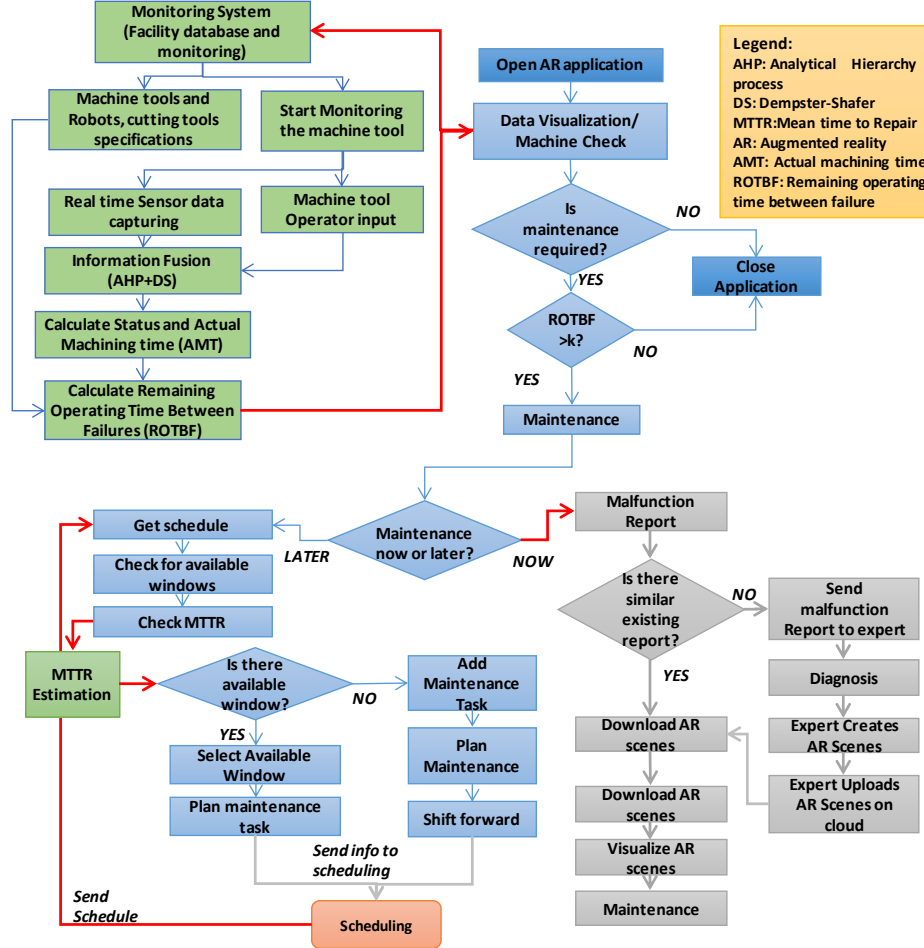 Monitoring System
(Facility database and
monitoring)
Machine tools and
Robots, cutting tools
specifications
Start Monitoring
the machine tool
Real time Sensor data
capturing
Machine tool
Operator input
Information Fusion
(AHP+DS)
Calculate Status and Actual
Machining time (AMT)
Calculate Remaining
Operating Time Between
Failures (ROTBF)
Open AR application
Data Visualization/
Machine Check
Is
maintenance
required?
NO
YES
Close
Application
ROTBF
>k?
NO
YES
Maintenance
Legend:
AHP: Analytical Hierarchy
process
DS: Dempster-Shafer
MTTR:Mean time to Repair
AR: Augmented reality
AMT: Actual machining time
ROTBF: Remaining operating
time between failure
Maintenance
now or later?
LATER
NOW
Get schedule
Check for available
windows
Check MTTR
MTTR
Estimation
Is there
available
window?
NO
YES
Select Available
Window
Plan maintenance
task
Add
Maintenance
Task
Plan
Maintenance
Shift forward
Send info to
scheduling
Send
Schedule
Scheduling
Malfunction
Report
Is there
similar
existing
report?
NO
YES
Send
malfunction
Report to expert
Diagnosis
Expert Creates
AR Scenes
Expert Uploads
AR Scenes on
cloud
Download AR
scenes
Download AR
scenes
Visualize AR
scenes
Maintenance